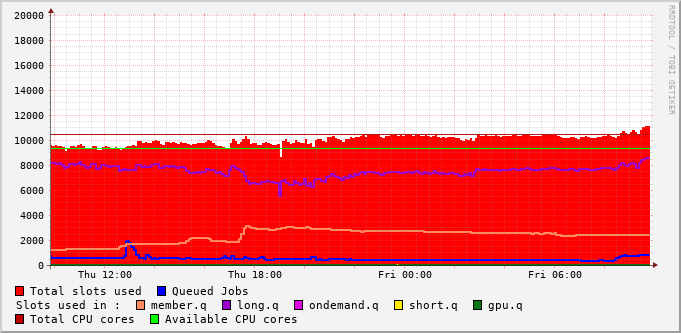 20000
18000
16000
14000
12000
10000
8000
6000
4000
2000
0
Thu 12:00 Thu 18:00 Fri 00:00 Fri 06:00
Total slots used Queued Jobs
Slots used in : member.q long.q ondemand.q short.q gpu.q
Total CPU cores Available CPU cores
RRDTOOL / TOBI OETIKER